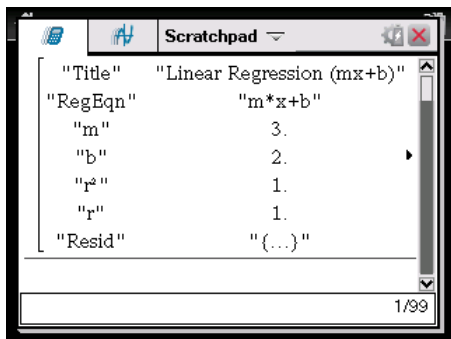 Scratchpad
"Title" "Linear Regression (mx+b)"
"RegEqn" "m*x+b"
"m" 3.
"b" 2.
"r²" 1.
"r" 1.
"Resid" "{...}"
1/99